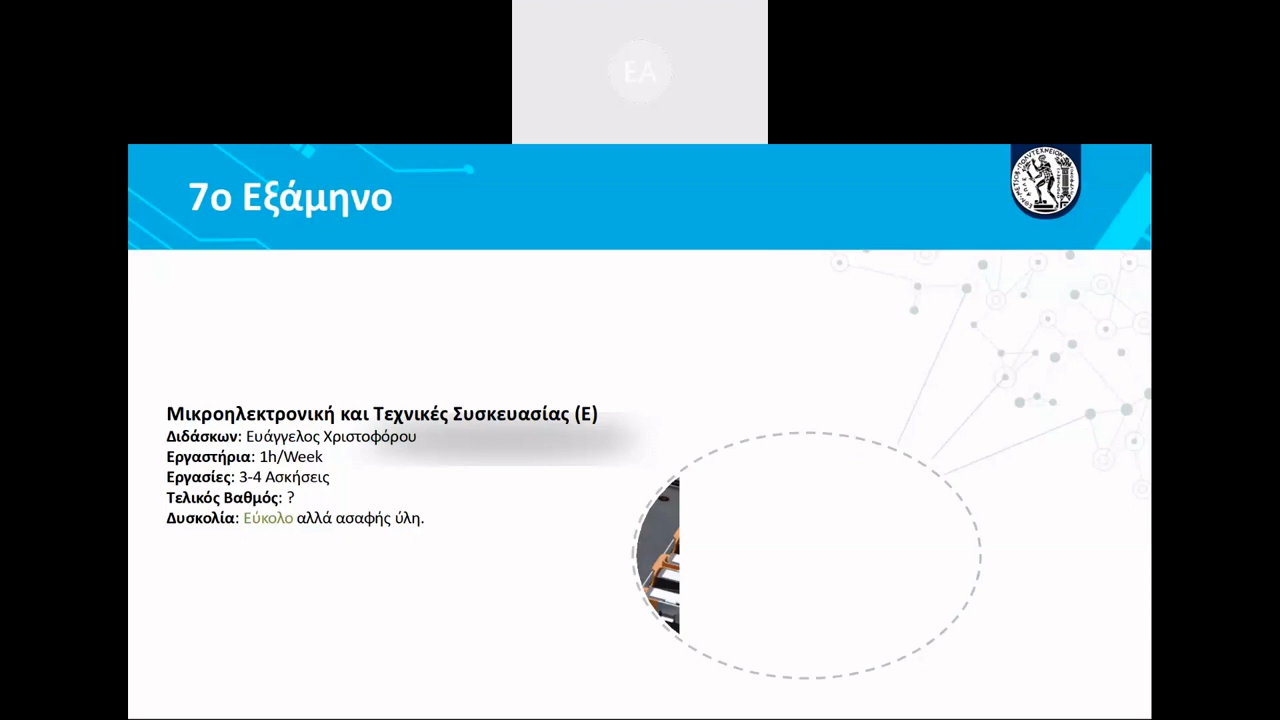 EA
7ο Εξάμηνο
Μικροηλεκτρονική και Τεχνικές Συσκευασίας (Ε)
Διδάσκων: Ευάγγελος Χριστοφόρου
Εργαστήρια: 1h/Week
Εργασίες: 3-4 Ασκήσεις
Τελικός Βαθμός: ?
Δυσκολία: Εύκολο αλλά ασαφής ύλη.